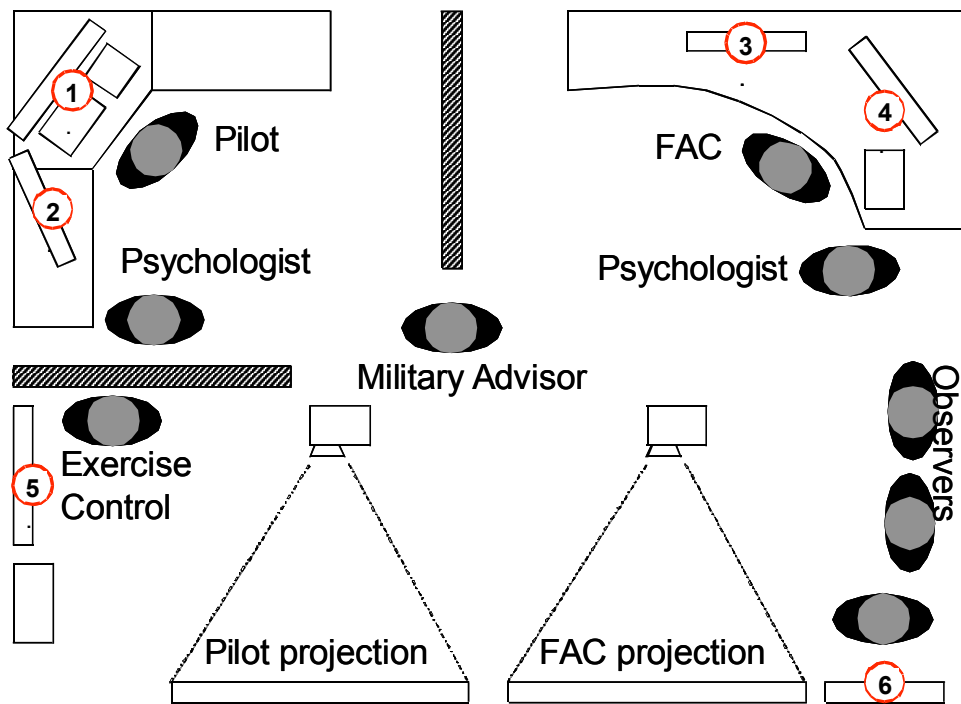 1
3
4
Pilot
FAC
2
Psychologist
Psychologist
Military Advisor
Observers
Exercise
Control
5
Pilot projection
FAC projection
6